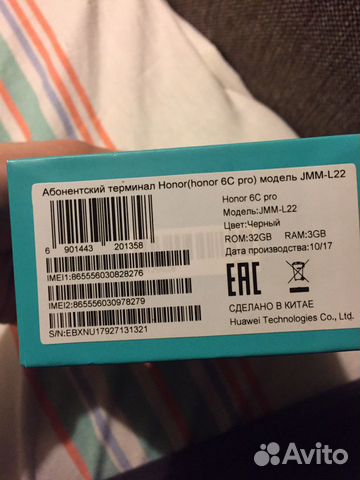 Абонентский терминал Honor(honor 6C pro) модель JMM-L22
6 901443 201358
IMEI1:865556030828276
IMEI2:865556030978279
S/N:EBXNU17927131321
Honor 6C pro
Модель:JMM-L22
Цвет:Черный
ROM:32GB RAM:3GB
Дата производства:10/17
EAC
СДЕЛАНО В КИТАЕ
Huawei Technologies Co., Ltd.
Avito